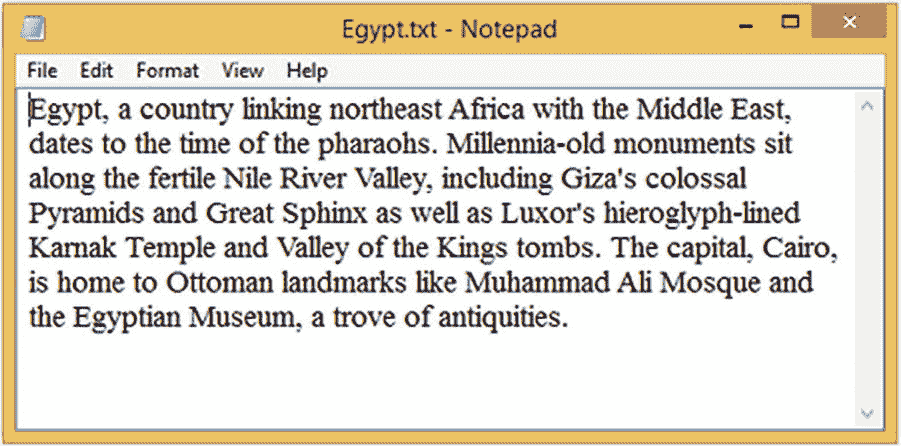 Egypt.txt - Notepad
File Edit Format View Help
Egypt, a country linking northeast Africa with the Middle East,
dates to the time of the pharaohs. Millennia-old monuments sit
along the fertile Nile River Valley, including Giza's colossal
Pyramids and Great Sphinx as well as Luxor's hieroglyph-lined
Karnak Temple and Valley of the Kings tombs. The capital, Cairo,
is home to Ottoman landmarks like Muhammad Ali Mosque and
the Egyptian Museum, a trove of antiquities.